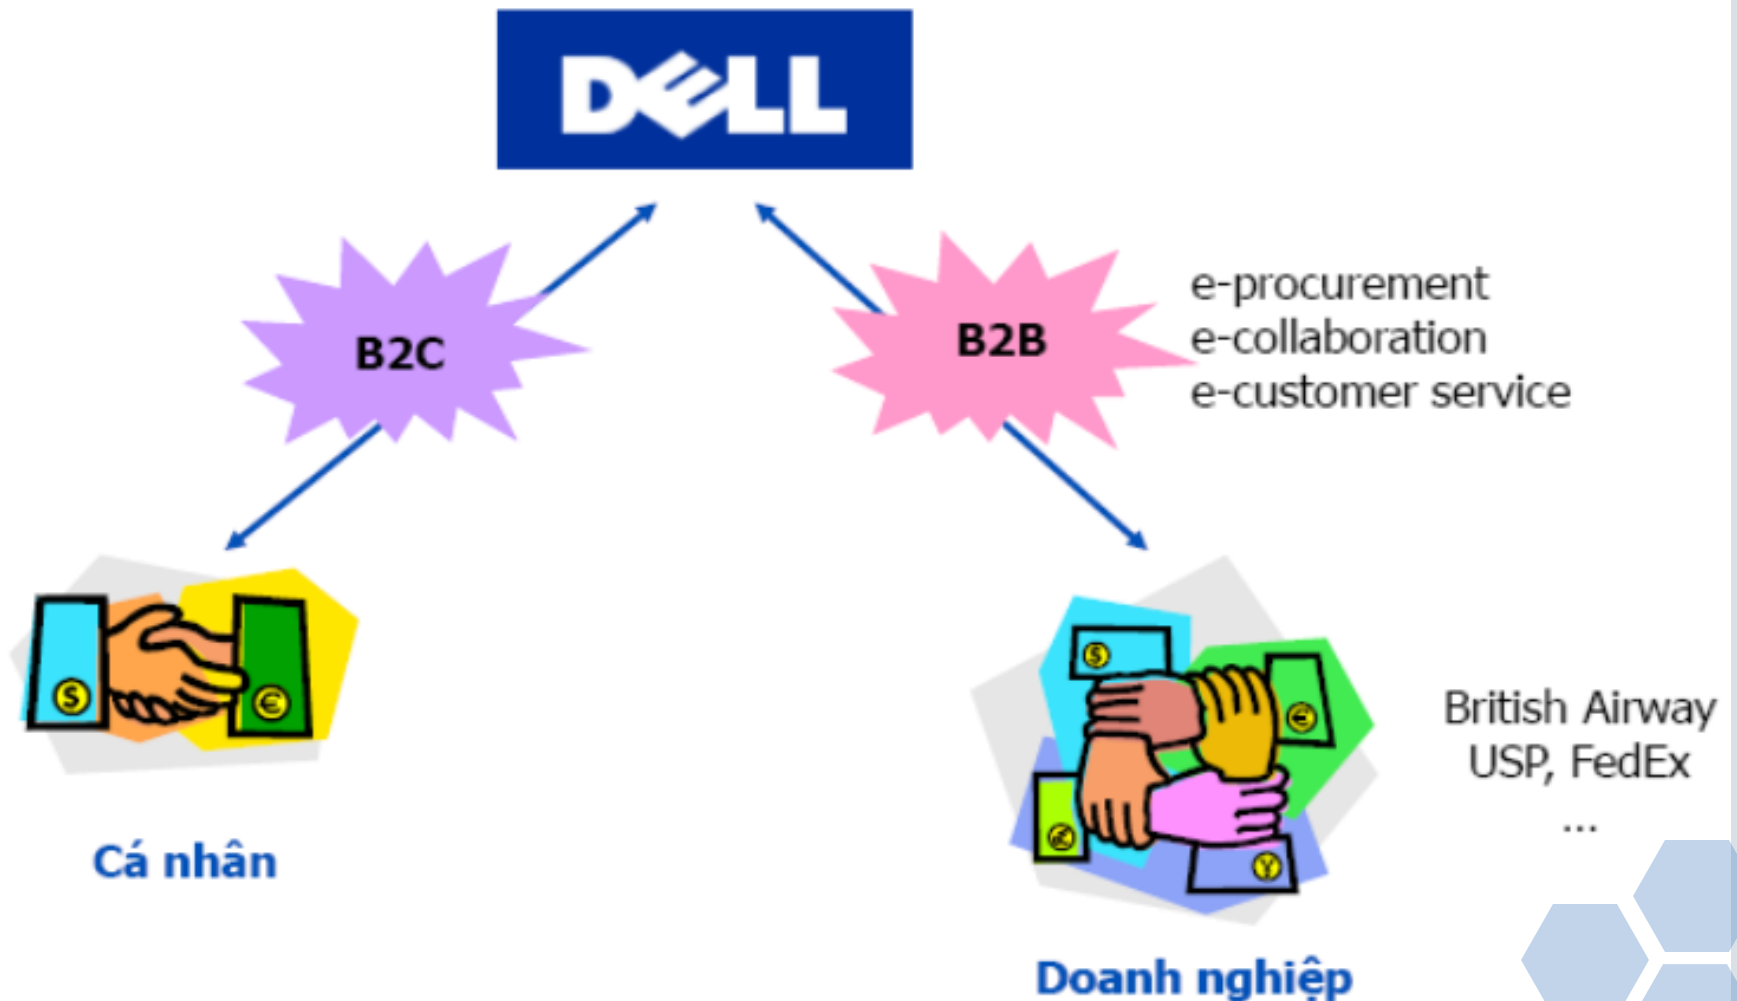 DELL
B2C
B2B
e-procurement
e-collaboration
e-customer service
$
€
$
€
£
¥
British Airway
USP, FedEx
...
Cá nhân
Doanh nghiệp